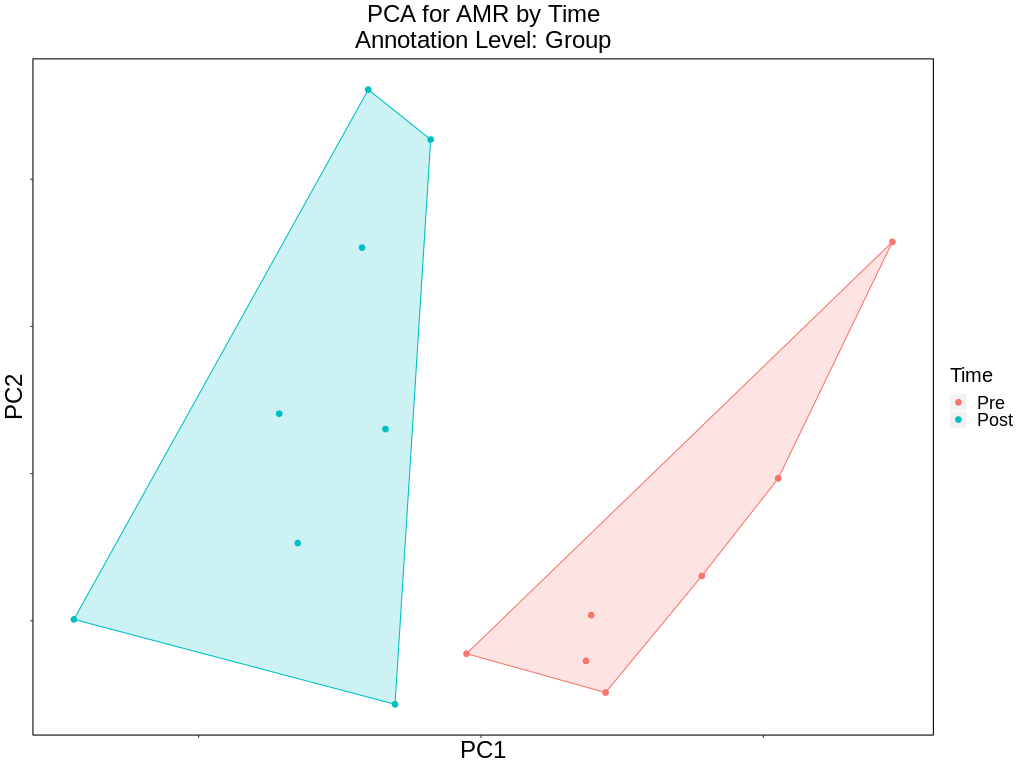 PCA for AMR by Time
Annotation Level: Group
PC2
PC1
Time
Pre
Post